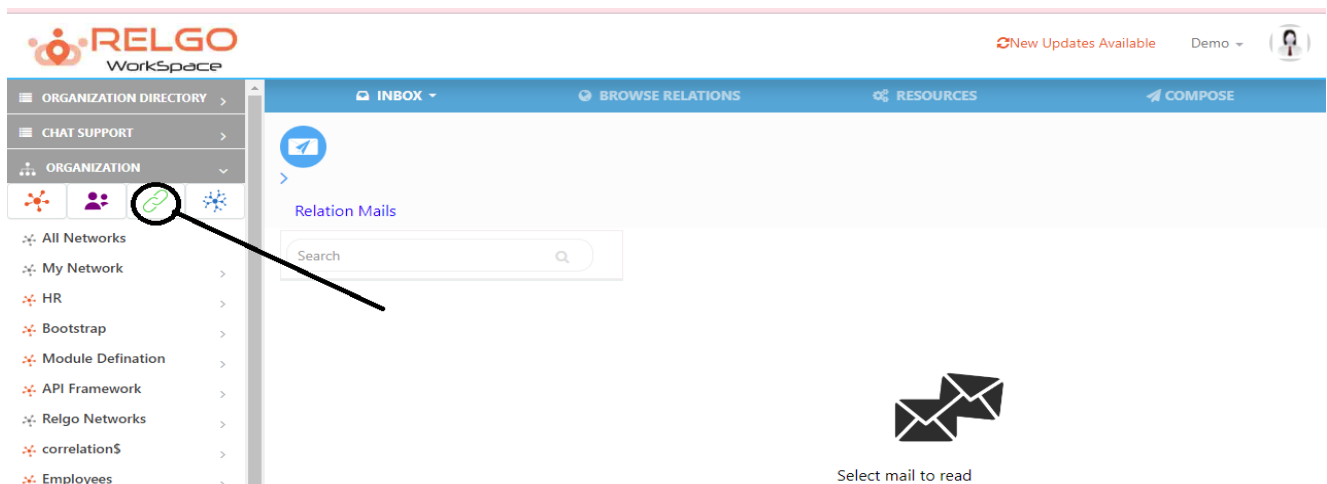 RELGO
WorkSpace
New Updates Available
Demo
ORGANIZATION DIRECTORY
CHAT SUPPORT
ORGANIZATION
All Networks
My Network
HR
Bootstrap
Module Defination
API Framework
Relgo Networks
correlation$
Employees
INBOX
BROWSE RELATIONS
RESOURCES
COMPOSE
Relation Mails
Search
Select mail to read